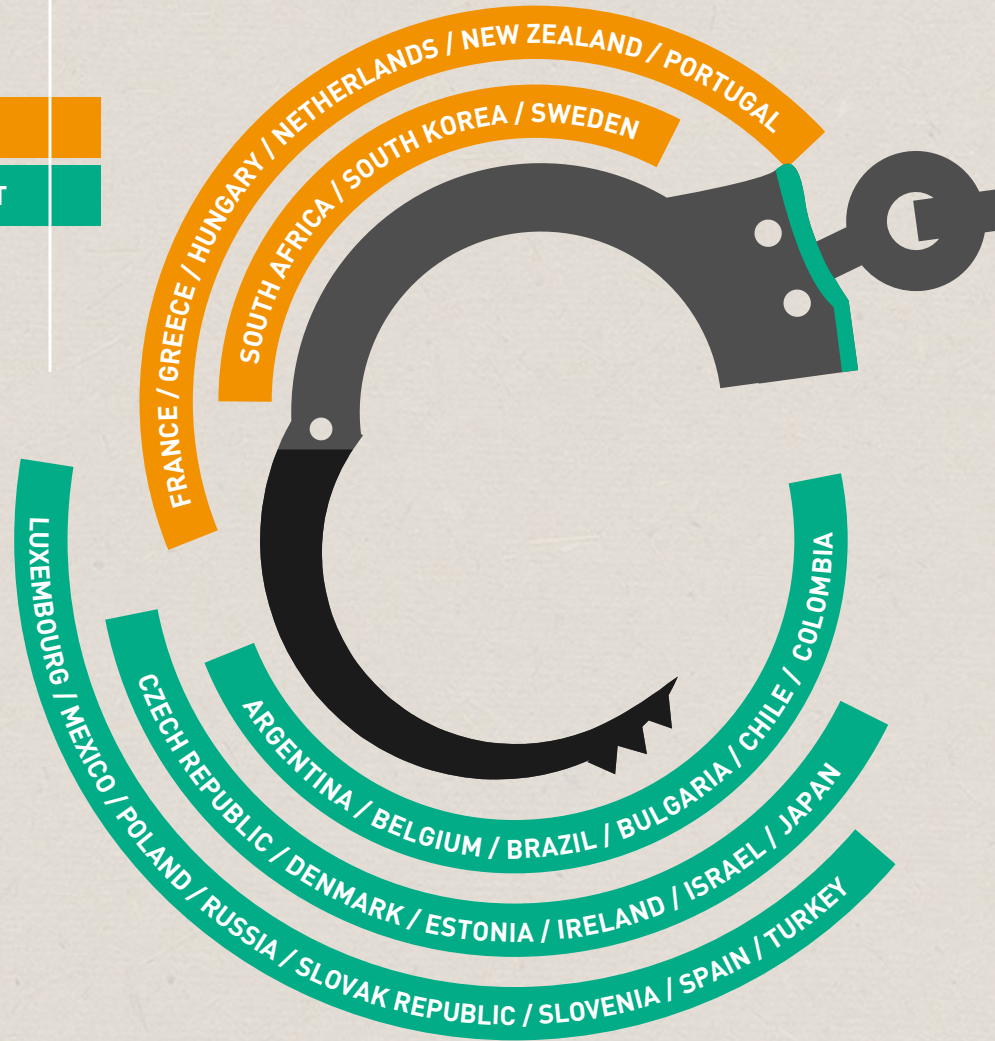 FRANCE / GREECE / HUNGARY / NETHERLANDS / NEW ZEALAND / PORTUGAL
SOUTH AFRICA / SOUTH KOREA / SWEDEN
T
ARGENTINA / BELGIUM / BRAZIL / BULGARIA / CHILE / COLOMBIA
CZECH REPUBLIC / DENMARK / ESTONIA / IRELAND / ISRAEL / JAPAN
LUXEMBOURG / MEXICO / POLAND / RUSSIA / SLOVAK REPUBLIC / SLOVENIA / SPAIN / TURKEY